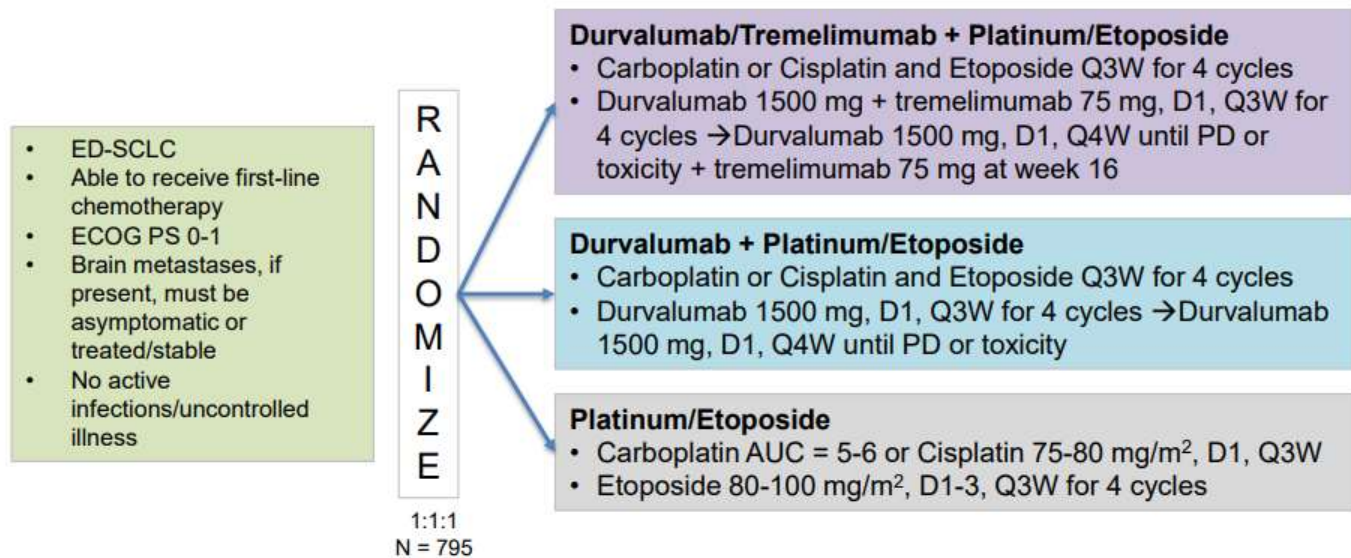 • ED-SCLC
• Able to receive first-line
chemotherapy
• ECOG PS 0-1
• Brain metastases, if
present, must be
asymptomatic or
treated/stable
• No active
infections/uncontrolled
illness
R
A
N
D
O
M
I
Z
E
1:1:1
N = 795
Durvalumab/Tremelimumab + Platinum/Etoposide
• Carboplatin or Cisplatin and Etoposide Q3W for 4 cycles
• Durvalumab 1500 mg + tremelimumab 75 mg, D1, Q3W for
4 cycles →Durvalumab 1500 mg, D1, Q4W until PD or
toxicity + tremelimumab 75 mg at week 16
Durvalumab + Platinum/Etoposide
• Carboplatin or Cisplatin and Etoposide Q3W for 4 cycles
• Durvalumab 1500 mg, D1, Q3W for 4 cycles →Durvalumab
1500 mg, D1, Q4W until PD or toxicity
Platinum/Etoposide
• Carboplatin AUC = 5-6 or Cisplatin 75-80 mg/m², D1, Q3W
• Etoposide 80-100 mg/m², D1-3, Q3W for 4 cycles